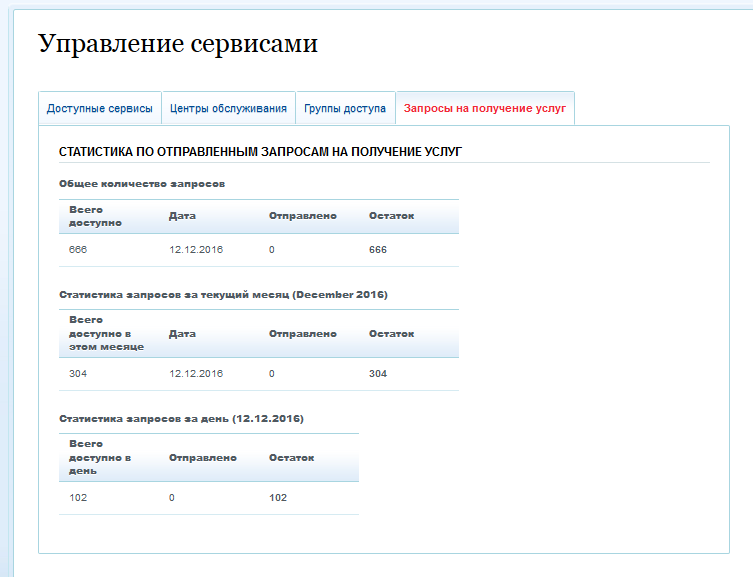 Управление сервисами
Доступные сервисы Центры обслуживания Группы доступа Запросы на получение услуг
СТАТИСТИКА ПО ОТПРАВЛЕННЫМ ЗАПРОСАМ НА ПОЛУЧЕНИЕ УСЛУГ
Общее количество запросов
Всего
доступно Дата Отправлено Остаток
666 12.12.2016 0 666
Статистика запросов за текущий месяц (December 2016)
Всего
доступно в Дата Отправлено Остаток
этом месяце
304 12.12.2016 0 304
Статистика запросов за день (12.12.2016)
Всего
доступно в Отправлено Остаток
день
102 0 102